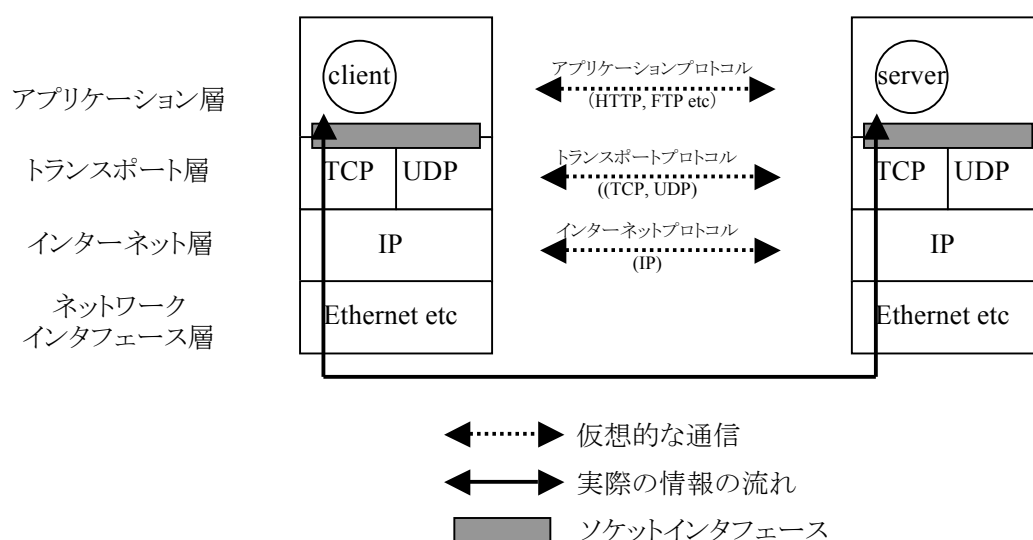 client
アプリケーションプロトコル
(HTTP, FTP etc)
server
アプリケーション層
トランスポート層
TCP
UDP
トランスポートプロトコル
((TCP, UDP)
TCP
UDP
インターネット層
IP
インターネットプロトコル
(IP)
IP
ネットワーク
インタフェース層
Ethernet etc
Ethernet etc
仮想的な通信
実際の情報の流れ
ソケットインタフェース